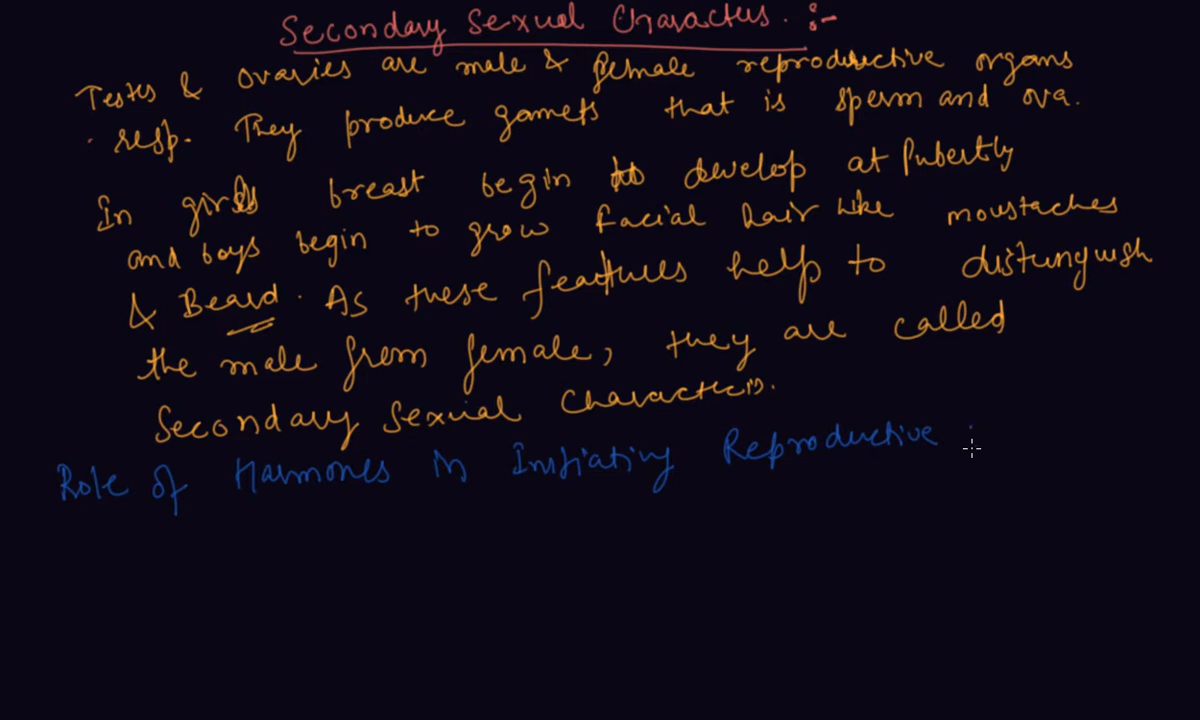 Secondary Sexual Characters. :-
Testes & ovaries are male & female reproductive organs
resp. They produce gamets that is sperm and ova.
In girls breast begin to develop at Pubertly
and boys begin to grow facial hair like moustaches
& Beard. As these features help to distunguish
the male from female, they are called
Secondary Sexual Characters.
Role of Harmones in Initiating Reproductive